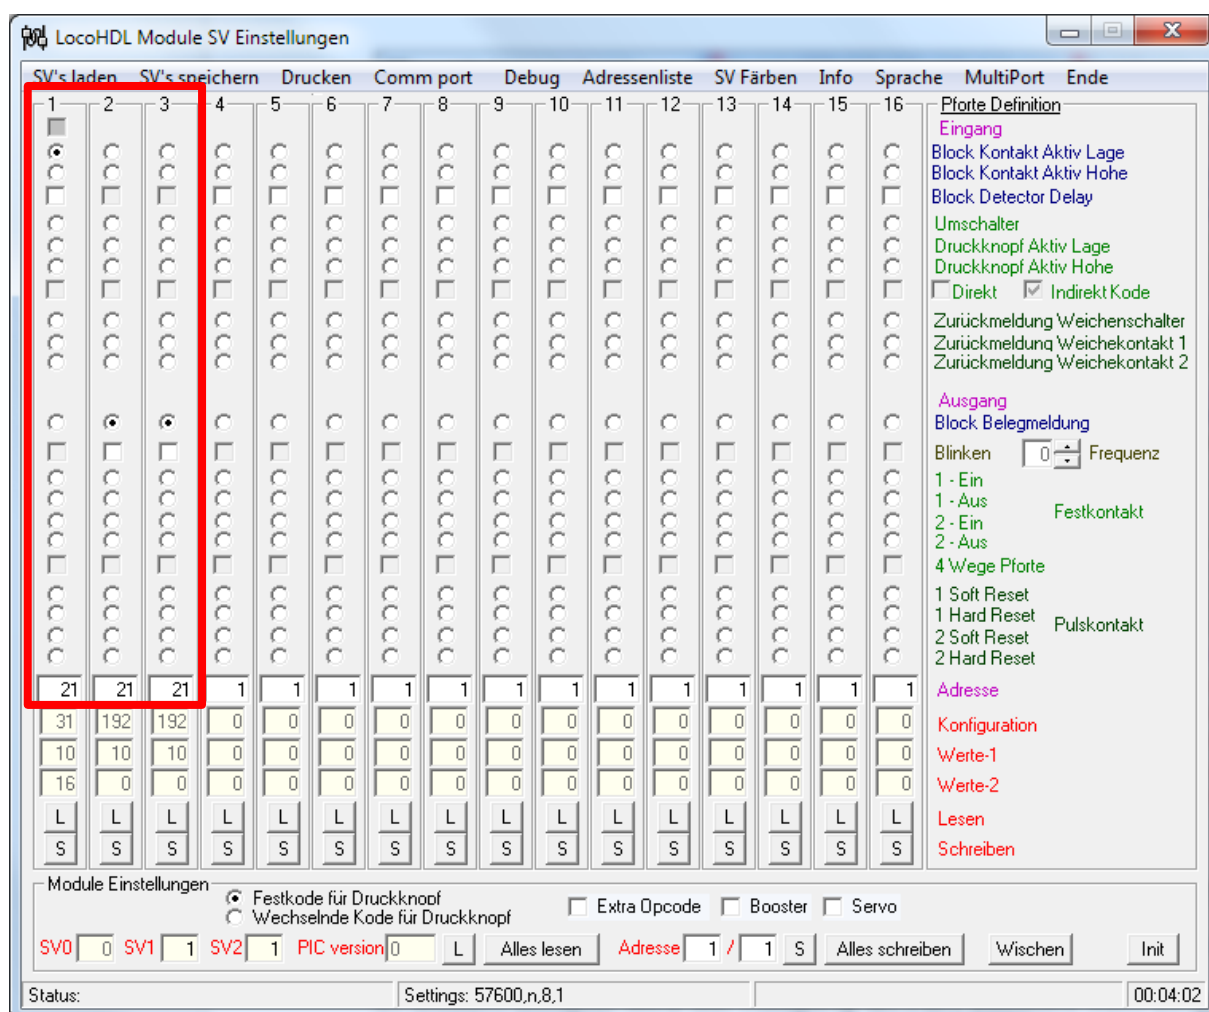 LocoHDL Module SV Einstellungen
SV's laden SV's speichern Drucken Comm port Debug Adressenliste SV Färben Info Sprache MultiPort Ende
1 2 3 4 5 6 7 8 9 10 11 12 13 14 15 16 Pforte Definition
Eingang
Block Kontakt Aktiv Lage
Block Kontakt Aktiv Hohe
Block Detector Delay
Umschalter
Druckknopf Aktiv Lage
Druckknopf Aktiv Hohe
Direkt Indirekt Kode
Zurückmeldung Weichenschalter
Zurückmeldung Weichekontakt 1
Zurückmeldung Weichekontakt 2
Ausgang
Block Belegmeldung
Blinken 0 Frequenz
1 - Ein
1 - Aus
Festkontakt
2 - Ein
2 - Aus
4 Wege Pforte
1 Soft Reset
1 Hard Reset
Pulskontakt
2 Soft Reset
2 Hard Reset
21 21 21 1 1 1 1 1 1 1 1 1 1 1 1 1 Adresse
31 192 192 0 0 0 0 0 0 0 0 0 0 0 0 0 Konfiguration
10 10 10 0 0 0 0 0 0 0 0 0 0 0 0 0 Werte-1
16 0 0 0 0 0 0 0 0 0 0 0 0 0 0 0 Werte-2
L L L L L L L L L L L L L L L L Lesen
S S S S S S S S S S S S S S S S Schreiben
Module Einstellungen
Festkode für Druckknopf
Wechselnde Kode für Druckknopf
Extra Opcode Booster Servo
SV0 0 SV1 1 SV2 1 PIC version 0 L Alles lesen Adresse 1 / 1 S Alles schreiben Wischen Init
Status: Settings: 57600,n,8,1 00:04:02